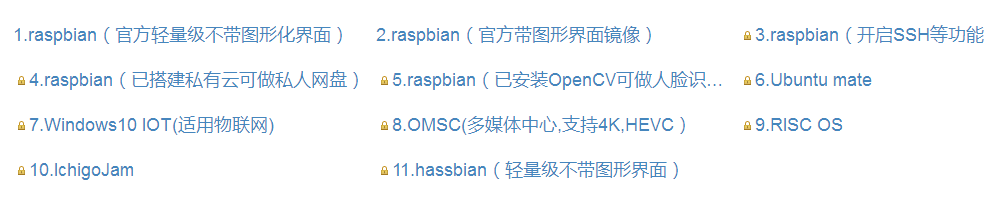 1.raspbian（官方轻量级不带图形化界面）
2.raspbian（官方带图形界面镜像）
3.raspbian（开启SSH等功能
4.raspbian（已搭建私有云可做私人网盘）
5.raspbian（已安装OpenCV可做人脸识…
6.Ubuntu mate
7.Windows10 IOT(适用物联网)
8.OMSC(多媒体中心,支持4K,HEVC）
9.RISC OS
10.IchigoJam
11.hassbian（轻量级不带图形界面）